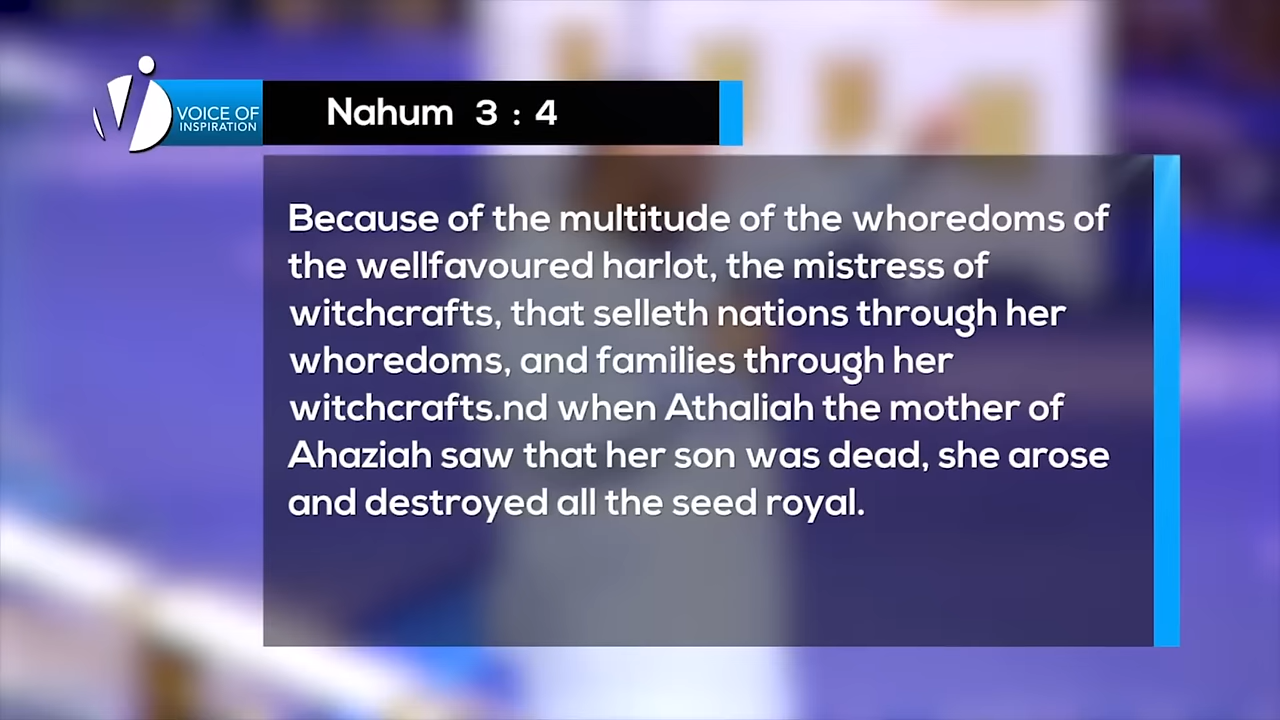 VOICE OF
INSPIRATION
Nahum 3 : 4
Because of the multitude of the whoredoms of
the wellfavoured harlot, the mistress of
witchcrafts, that selleth nations through her
whoredoms, and families through her
witchcrafts.nd when Athaliah the mother of
Ahaziah saw that her son was dead, she arose
and destroyed all the seed royal.